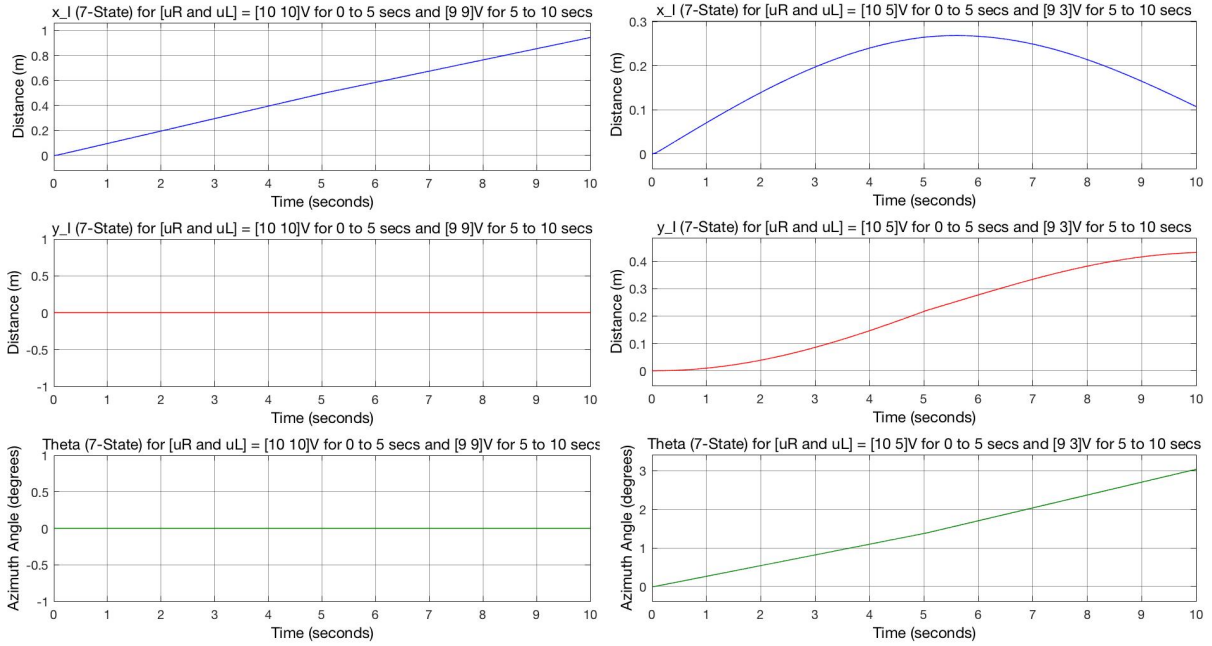 x_I (7-State) for [uR and uL] = [10 10]V for 0 to 5 secs and [9 9]V for 5 to 10 secs
1
0.8
0.6
0.4
0.2
0
Distance (m)
0 1 2 3 4 5 6 7 8 9 10
Time (seconds)
y_I (7-State) for [uR and uL] = [10 10]V for 0 to 5 secs and [9 9]V for 5 to 10 secs
1
0.5
0
-0.5
-1
Distance (m)
0 1 2 3 4 5 6 7 8 9 10
Time (seconds)
Theta (7-State) for [uR and uL] = [10 10]V for 0 to 5 secs and [9 9]V for 5 to 10 secs
1
0.5
0
-0.5
-1
Azimuth Angle (degrees)
0 1 2 3 4 5 6 7 8 9 10
Time (seconds)
x_I (7-State) for [uR and uL] = [10 5]V for 0 to 5 secs and [9 3]V for 5 to 10 secs
0.3
0.2
0.1
0
Distance (m)
0 1 2 3 4 5 6 7 8 9 10
Time (seconds)
y_I (7-State) for [uR and uL] = [10 5]V for 0 to 5 secs and [9 3]V for 5 to 10 secs
0.4
0.3
0.2
0.1
0
Distance (m)
0 1 2 3 4 5 6 7 8 9 10
Time (seconds)
Theta (7-State) for [uR and uL] = [10 5]V for 0 to 5 secs and [9 3]V for 5 to 10 secs
3
2
1
0
Azimuth Angle (degrees)
0 1 2 3 4 5 6 7 8 9 10
Time (seconds)